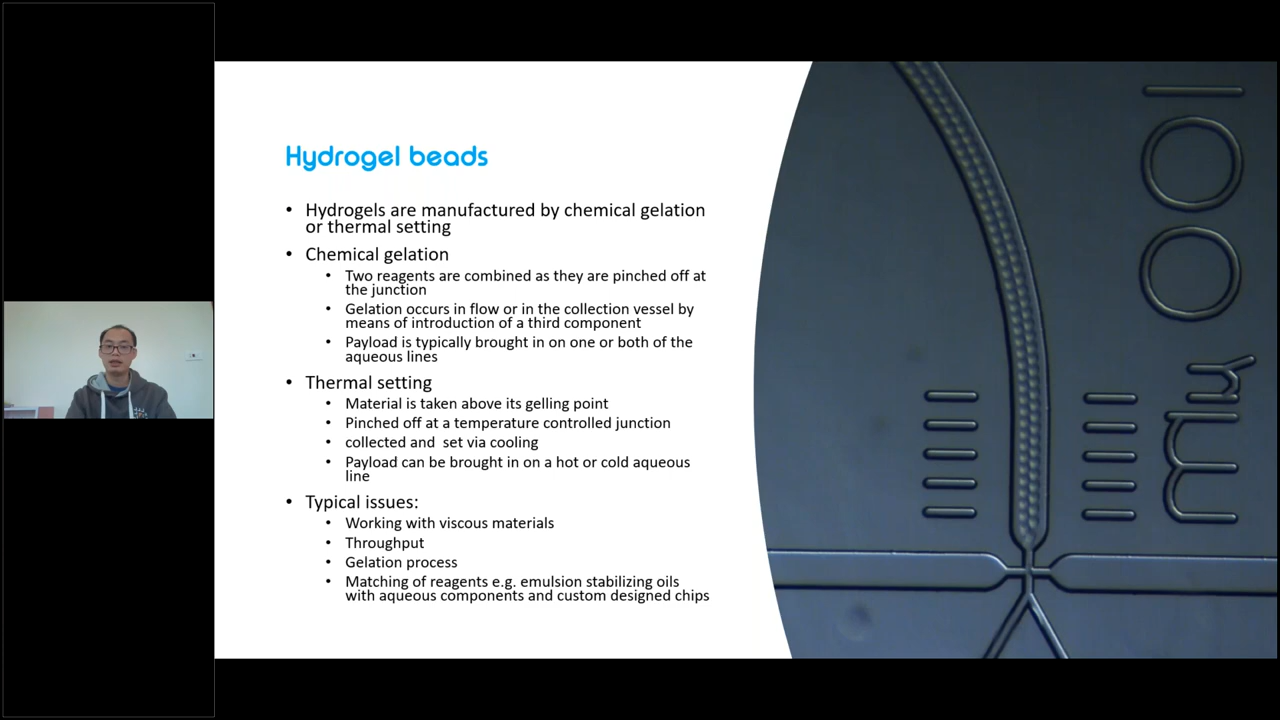 Hydrogel beads
• Hydrogels are manufactured by chemical gelation
or thermal setting
• Chemical gelation
• Two reagents are combined as they are pinched off at
the junction
• Gelation occurs in flow or in the collection vessel by
means of introduction of a third component
• Payload is typically brought in on one or both of the
aqueous lines
• Thermal setting
• Material is taken above its gelling point
• Pinched off at a temperature controlled junction
• collected and  set via cooling
• Payload can be brought in on a hot or cold aqueous
line
• Typical issues:
• Working with viscous materials
• Throughput
• Gelation process
• Matching of reagents e.g. emulsion stabilizing oils
with aqueous components and custom designed chips
100 µm